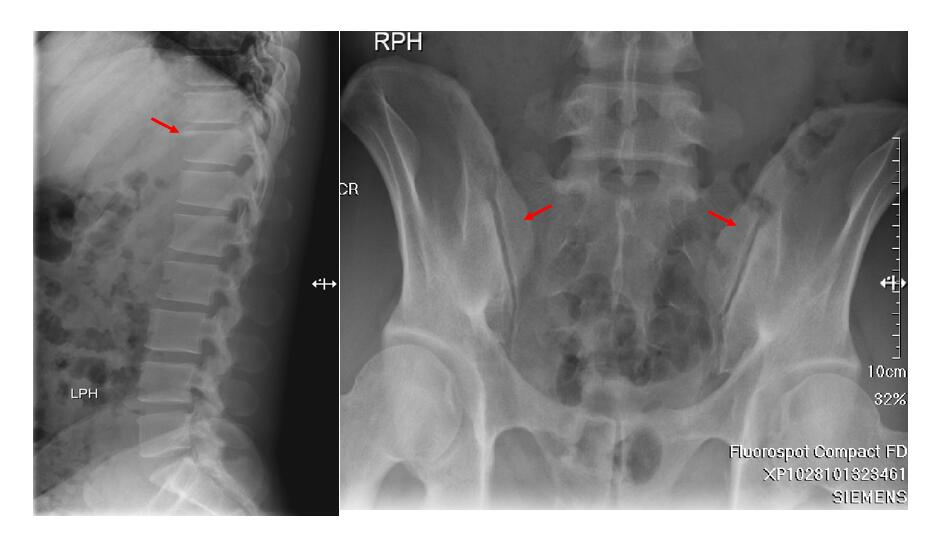 RPH
CR
LPH
10cm
32%
Fluorospot Compact FD
XP1028101323461
SIEMENS